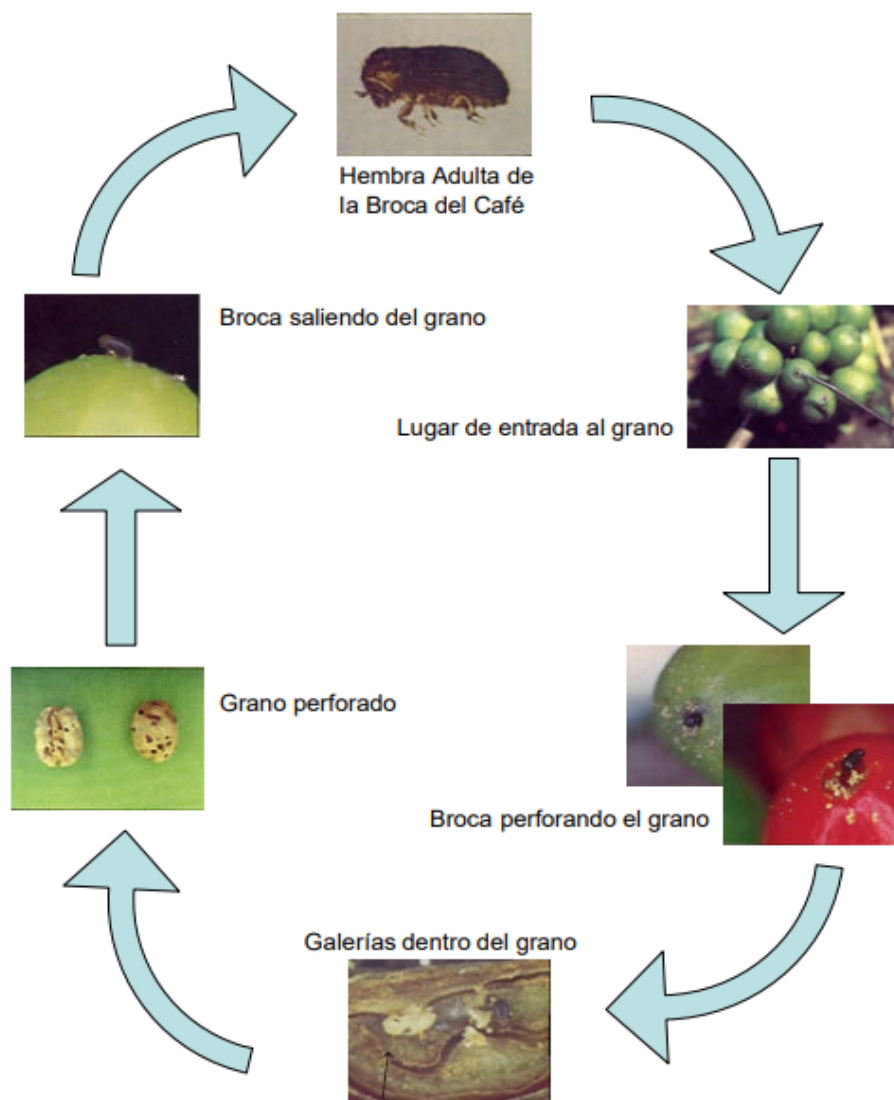 Hembra Adulta de
la Broca del Café
Broca saliendo del grano
Lugar de entrada al grano
Grano perforado
Broca perforando el grano
Galerías dentro del grano